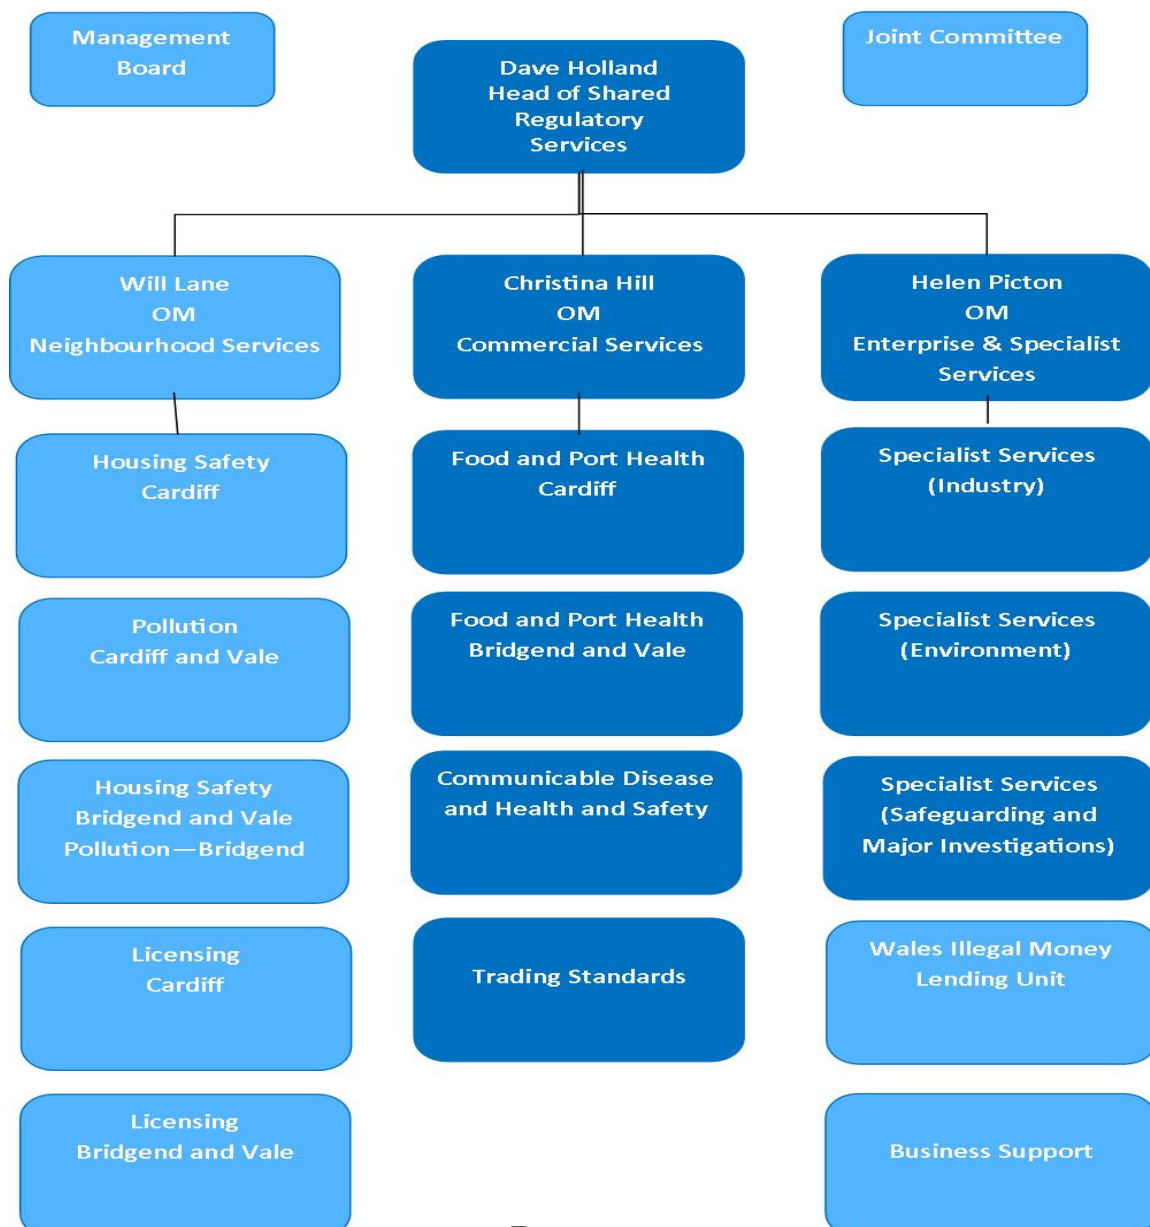 Management
Board
Dave Holland
Head of Shared
Regulatory
Services
Joint Committee
Will Lane
OM
Neighbourhood Services
Christina Hill
OM
Commercial Services
Helen Picton
OM
Enterprise & Specialist
Services
Housing Safety
Cardiff
Food and Port Health
Cardiff
Specialist Services
(Industry)
Pollution
Cardiff and Vale
Food and Port Health
Bridgend and Vale
Specialist Services
(Environment)
Housing Safety
Bridgend and Vale
Pollution—Bridgend
Communicable Disease
and Health and Safety
Specialist Services
(Safeguarding and
Major Investigations)
Licensing
Cardiff
Trading Standards
Wales Illegal Money
Lending Unit
Licensing
Bridgend and Vale
Business Support